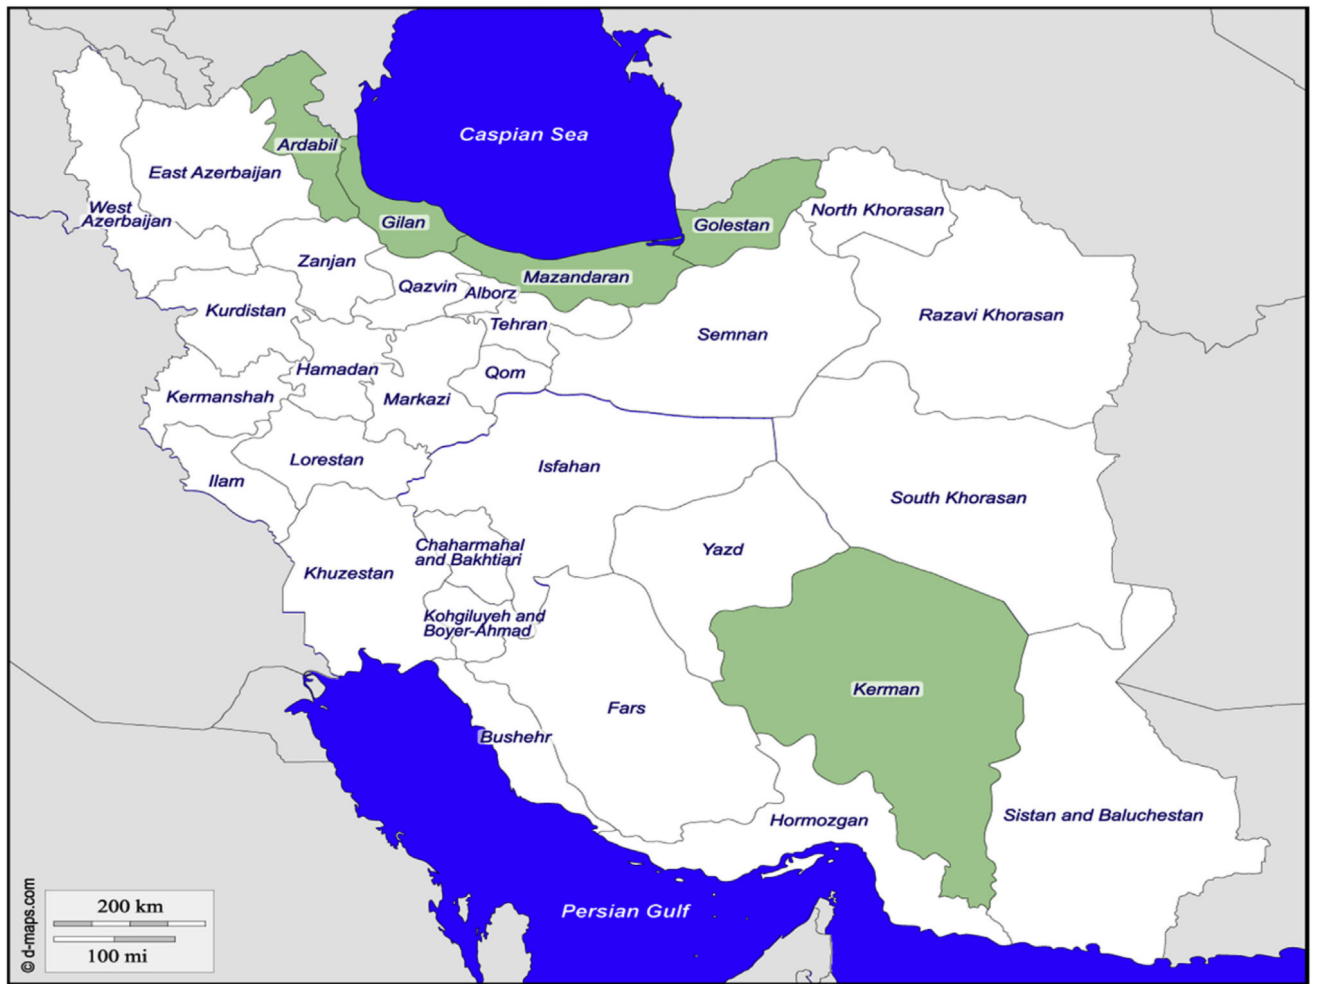 Caspian Sea
Ardabil
East Azerbaijan
West
Azerbaijan
Gilan
Golestan
North Khorasan
Zanjan
Mazandaran
Qazvin
Alborz
Kurdistan
Tehran
Semnan
Razavi Khorasan
Hamadan
Qom
Kermanshah
Markazi
Lorestan
Isfahan
Ilam
South Khorasan
Chaharmahal
and Bakhtiari
Yazd
Khuzestan
Kohgiluyeh and
Boyer-Ahmad
Kerman
Fars
Bushehr
Hormozgan
Sistan and Baluchestan
Persian Gulf
200 km
100 mi
© d-maps.com